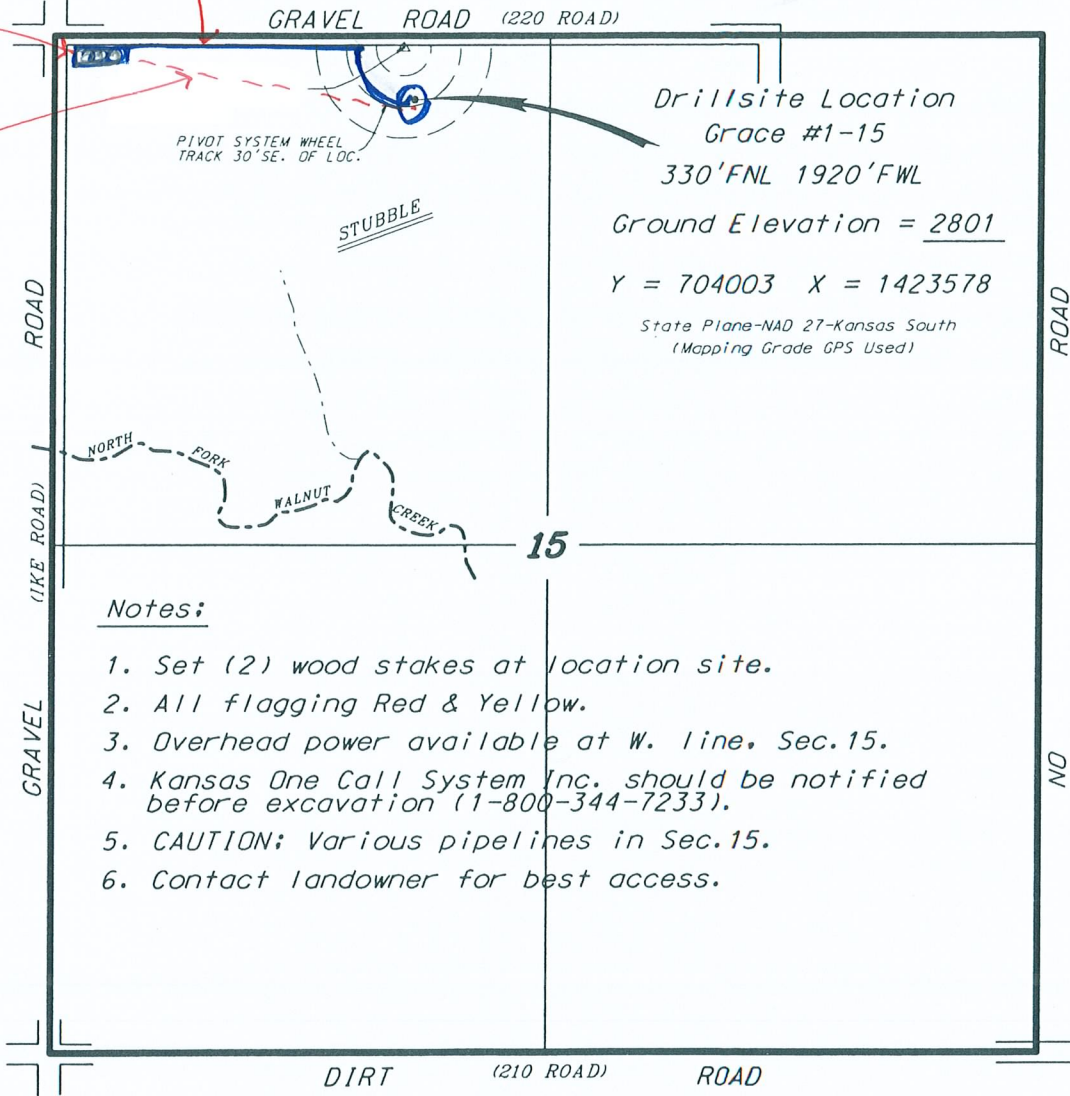 GRAVEL ROAD (220 ROAD)
Drillsite Location
Grace #1-15
330'FNL 1920'FWL
Ground Elevation = 2801
Y = 704003 X = 1423578
State Plane-NAD 27-Kansas South
(Mapping Grade GPS Used)
PIVOT SYSTEM WHEEL
TRACK 30'SE. OF LOC.
STUBBLE
ROAD
ROAD
NORTH FORK WALNUT CREEK
(IKE ROAD)
15
GRAVEL
NO
Notes:
1. Set (2) wood stakes at location site.
2. All flagging Red & Yellow.
3. Overhead power available at W. line, Sec.15.
4. Kansas One Call System Inc. should be notified
before excavation (1-800-344-7233).
5. CAUTION: Various pipelines in Sec.15.
6. Contact landowner for best access.
DIRT (210 ROAD) ROAD